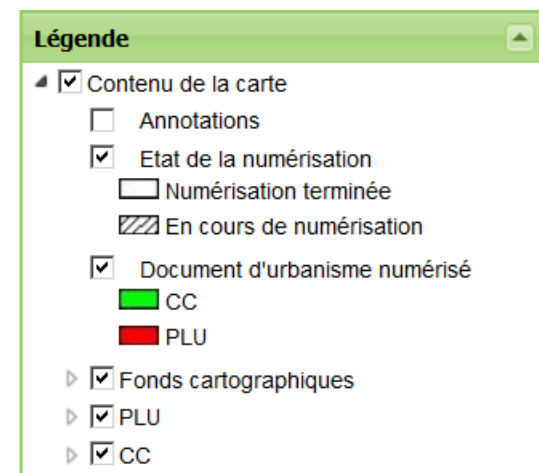 Légende
Contenu de la carte
Annotations
Etat de la numérisation
Numérisation terminée
En cours de numérisation
Document d'urbanisme numérisé
CC
PLU
Fonds cartographiques
PLU
CC